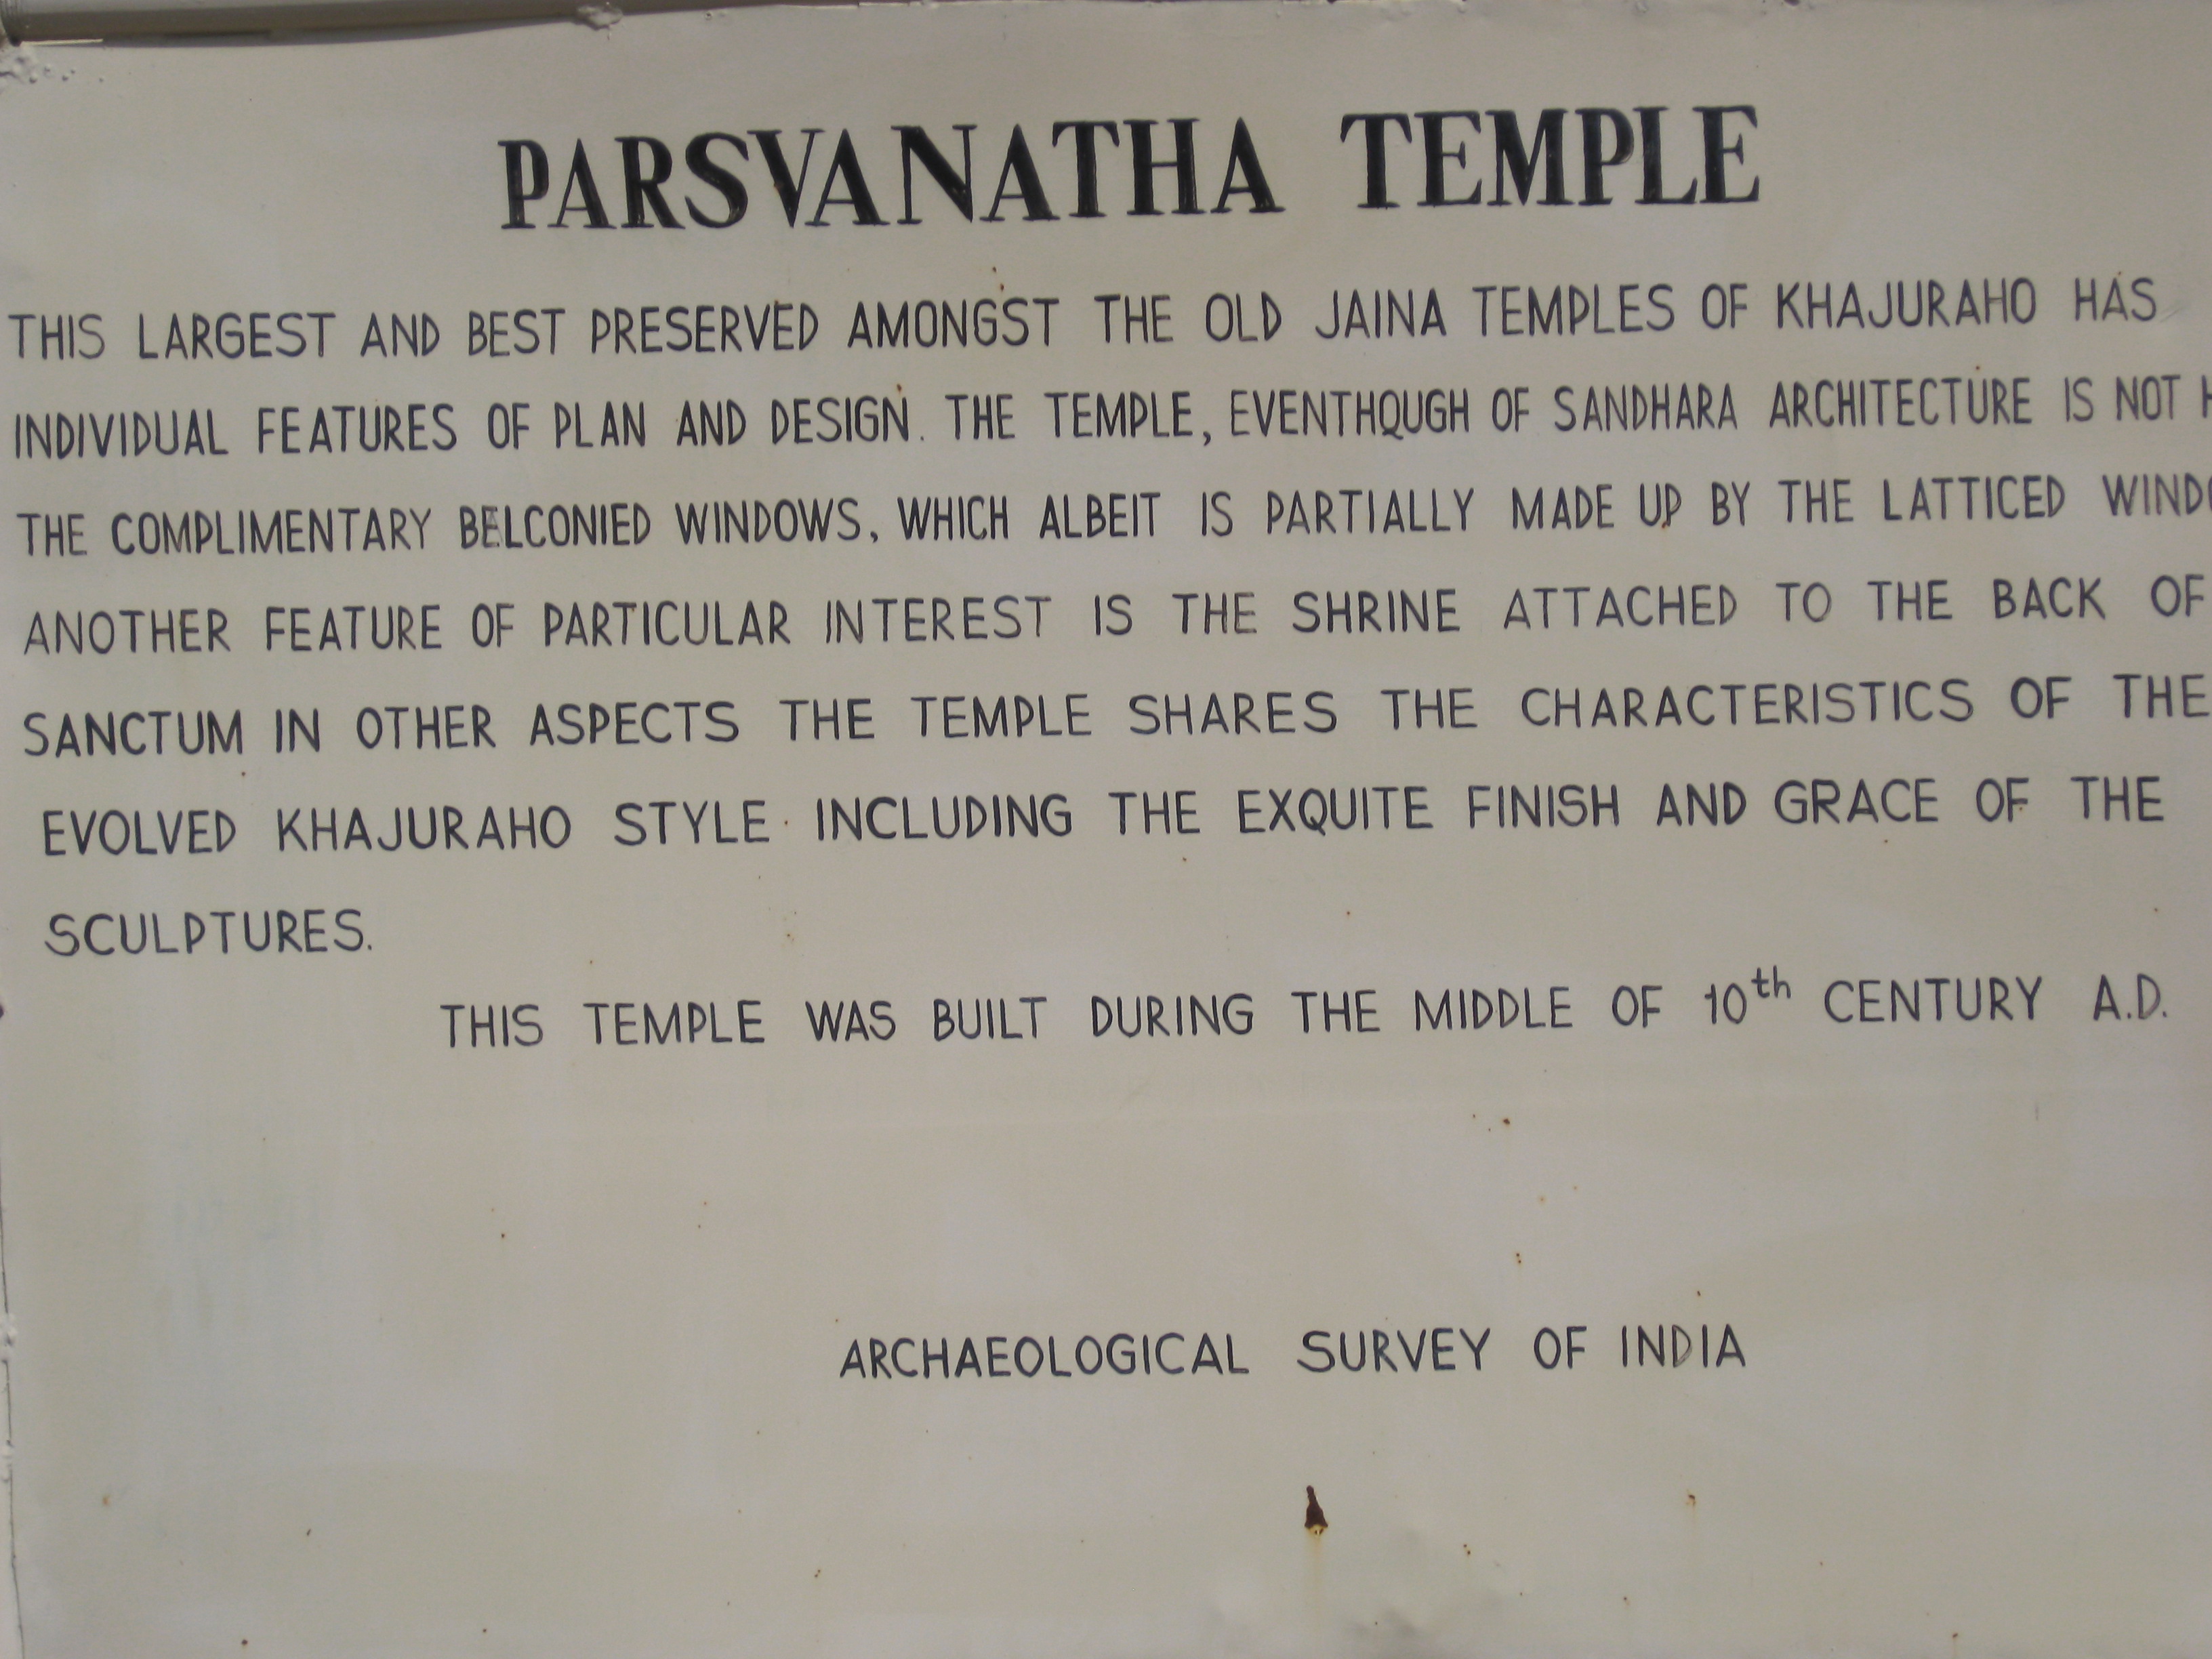 PARSVANATHA TEMPLE
THIS LARGEST AND BEST PRESERVED AMONGST THE OLD JAINA TEMPLES OF KHAJURAHO HAS
INDIVIDUAL FEATURES OF PLAN AND DESIGN. THE TEMPLE, EVENTHOUGH OF SANDHARA ARCHITECTURE IS NOT
THE COMPLIMENTARY BELCONIED WINDOWS, WHICH ALBEIT IS PARTIALLY MADE UP BY THE LATTICED
ANOTHER FEATURE OF PARTICULAR INTEREST IS THE SHRINE ATTACHED TO THE BACK OF
SANCTUM IN OTHER ASPECTS THE TEMPLE SHARES THE CHARACTERISTICS OF THE
EVOLVED KHAJURAHO STYLE INCLUDING THE EXQUITE FINISH AND GRACE OF THE
SCULPTURES.
THIS TEMPLE WAS BUILT DURING THE MIDDLE OF 10th CENTURY A.D.
ARCHAEOLOGICAL SURVEY OF INDIA